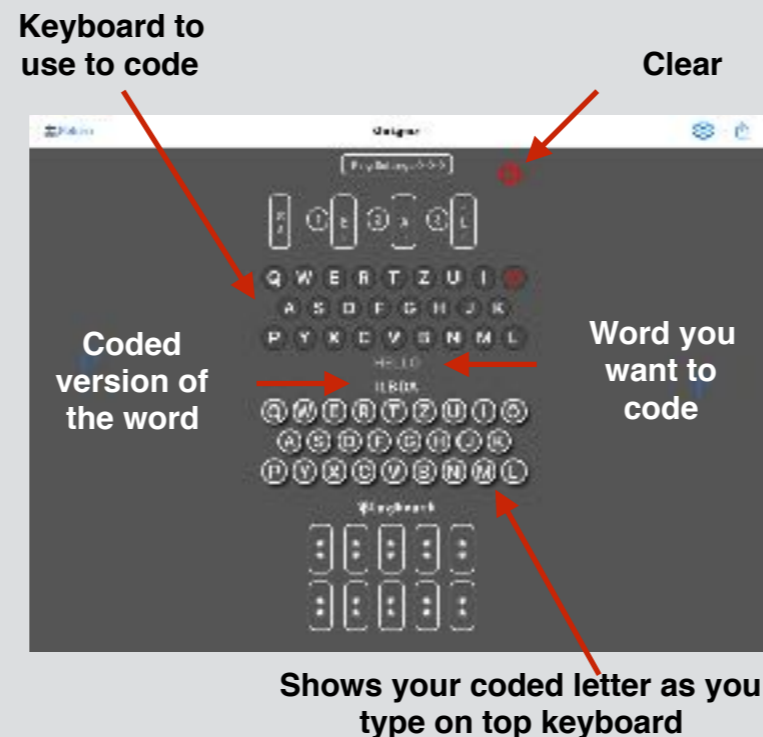 Keyboard to
use to code
Clear
Q W E R T Z U I
A S D F G H J K
P Y X C V B N M L
Coded
version of
the word
Word you
want to
code
HELLO
Q W E R T Z U I O
A S D F G H J K
P Y X C V B N M L
Plugboard
Shows your coded letter as you
type on top keyboard